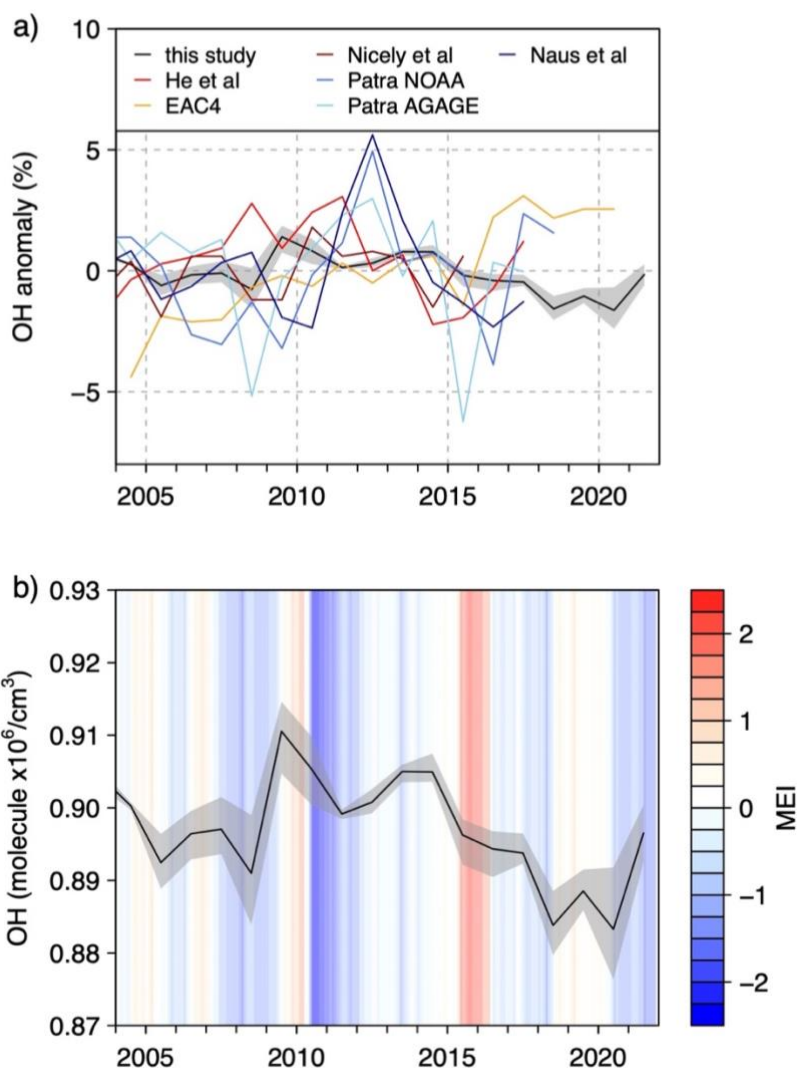 a)
10
this study Nicely et al Naus et al
He et al Patra NOAA
EAC4 Patra AGAGE
5
0
−5
OH anomaly (%)
2005 2010 2015 2020
b)
0.93
0.92
0.91
0.90
0.89
0.88
0.87
OH (molecule x10⁶/cm³)
2005 2010 2015 2020
2
1
0
−1
−2
MEI